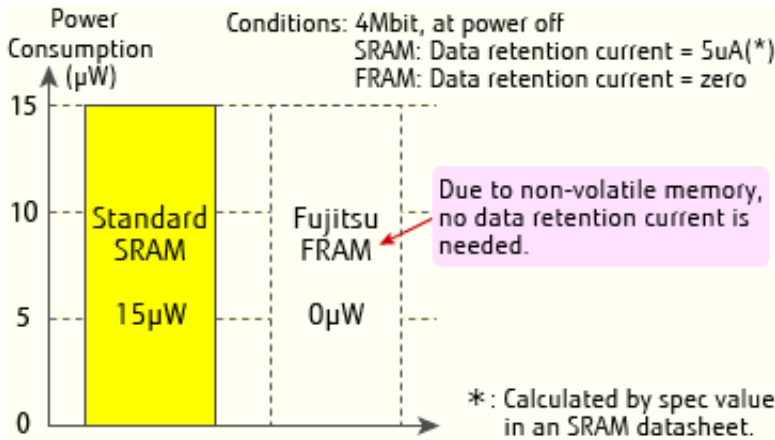 Power
Consumption
(µW)
Conditions: 4Mbit, at power off
SRAM: Data retention current = 5uA(*)
FRAM: Data retention current = zero
15
10
5
0
Standard
SRAM
15µW
Fujitsu
FRAM
0µW
Due to non-volatile memory,
no data retention current is
needed.
*: Calculated by spec value
in an SRAM datasheet.